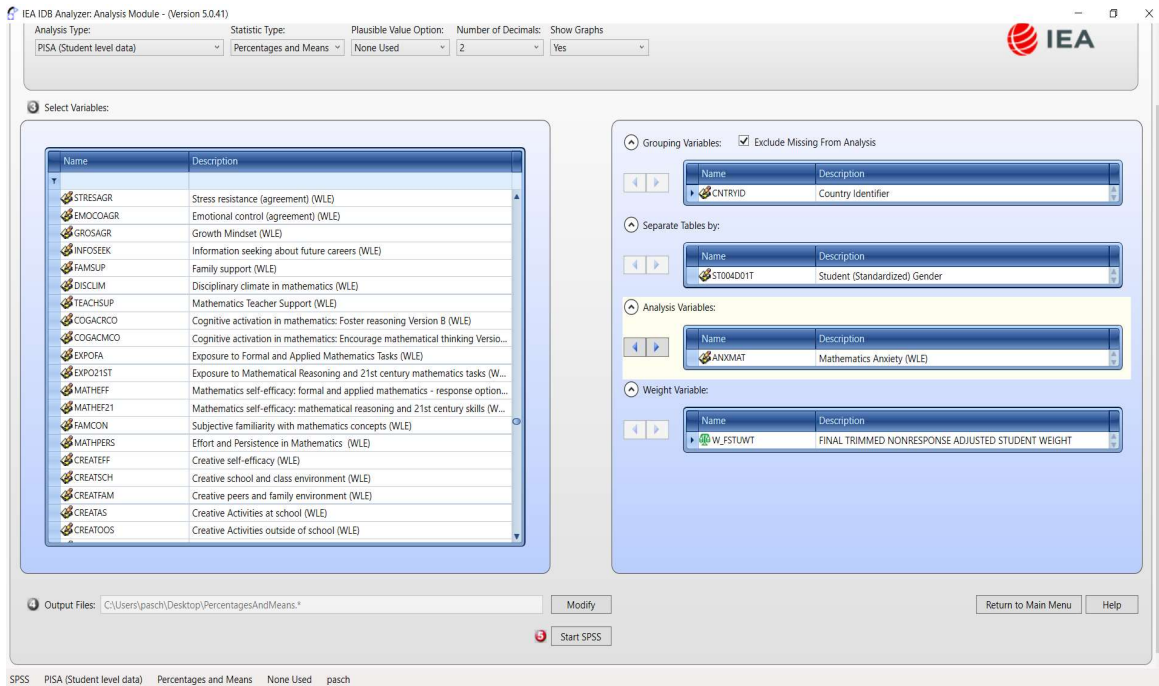 IEA IDB Analyzer: Analysis Module - (Version 5.0.41)
Analysis Type: Statistic Type: Plausible Value Option: Number of Decimals: Show Graphs
PISA (Student level data) Percentages and Means None Used 2 Yes
IEA
3 Select Variables:
Name Description
STRESAGR Stress resistance (agreement) (WLE)
EMOCOAGR Emotional control (agreement) (WLE)
GROSAGR Growth Mindset (WLE)
INFOSEEK Information seeking about future careers (WLE)
FAMSUP Family support (WLE)
DISCLIM Disciplinary climate in mathematics (WLE)
TEACHSUP Mathematics Teacher Support (WLE)
COGACRCO Cognitive activation in mathematics: Foster reasoning Version B (WLE)
COGACMCO Cognitive activation in mathematics: Encourage mathematical thinking Versio...
EXPOFA Exposure to Formal and Applied Mathematics Tasks (WLE)
EXPO21ST Exposure to Mathematical Reasoning and 21st century mathematics tasks (W...
MATHEFF Mathematics self-efficacy: formal and applied mathematics - response option...
MATHEF21 Mathematics self-efficacy: mathematical reasoning and 21st century skills (W...
FAMCON Subjective familiarity with mathematics concepts (WLE)
MATHPERS Effort and Persistence in Mathematics (WLE)
CREATEFF Creative self-efficacy (WLE)
CREATSCH Creative school and class environment (WLE)
CREATFAM Creative peers and family environment (WLE)
CREATAS Creative Activities at school (WLE)
CREATOOS Creative Activities outside of school (WLE)
Grouping Variables: Exclude Missing From Analysis
Name Description
CNTRYID Country Identifier
Separate Tables by:
Name Description
ST004D01T Student (Standardized) Gender
Analysis Variables:
Name Description
ANXMAT Mathematics Anxiety (WLE)
Weight Variable:
Name Description
W_FSTUWT FINAL TRIMMED NONRESPONSE ADJUSTED STUDENT WEIGHT
4 Output Files: C:\Users\pasch\Desktop\PercentagesAndMeans.* Modify Return to Main Menu Help
5 Start SPSS
SPSS PISA (Student level data) Percentages and Means None Used pasch